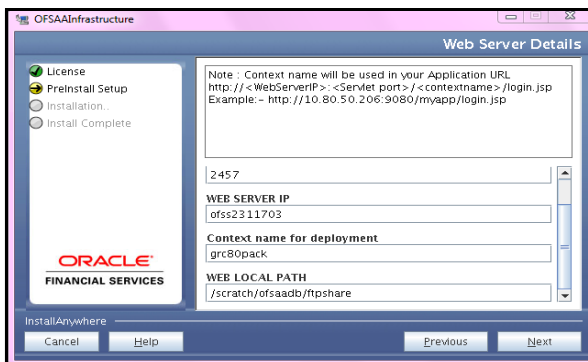 OFSAAInfrastructure
Web Server Details
License
PreInstall Setup
Installation..
Install Complete
ORACLE
FINANCIAL SERVICES
Note : Context name will be used in your Application URL
http://<WebServerIP>:<Servlet port>/<contextname>/login.jsp
Example:- http://10.80.50.206:9080/myapp/login.jsp
2457
WEB SERVER IP
ofss2311703
Context name for deployment
grc80pack
WEB LOCAL PATH
/scratch/ofsaadb/ftpshare
InstallAnywhere
Cancel
Help
Previous
Next